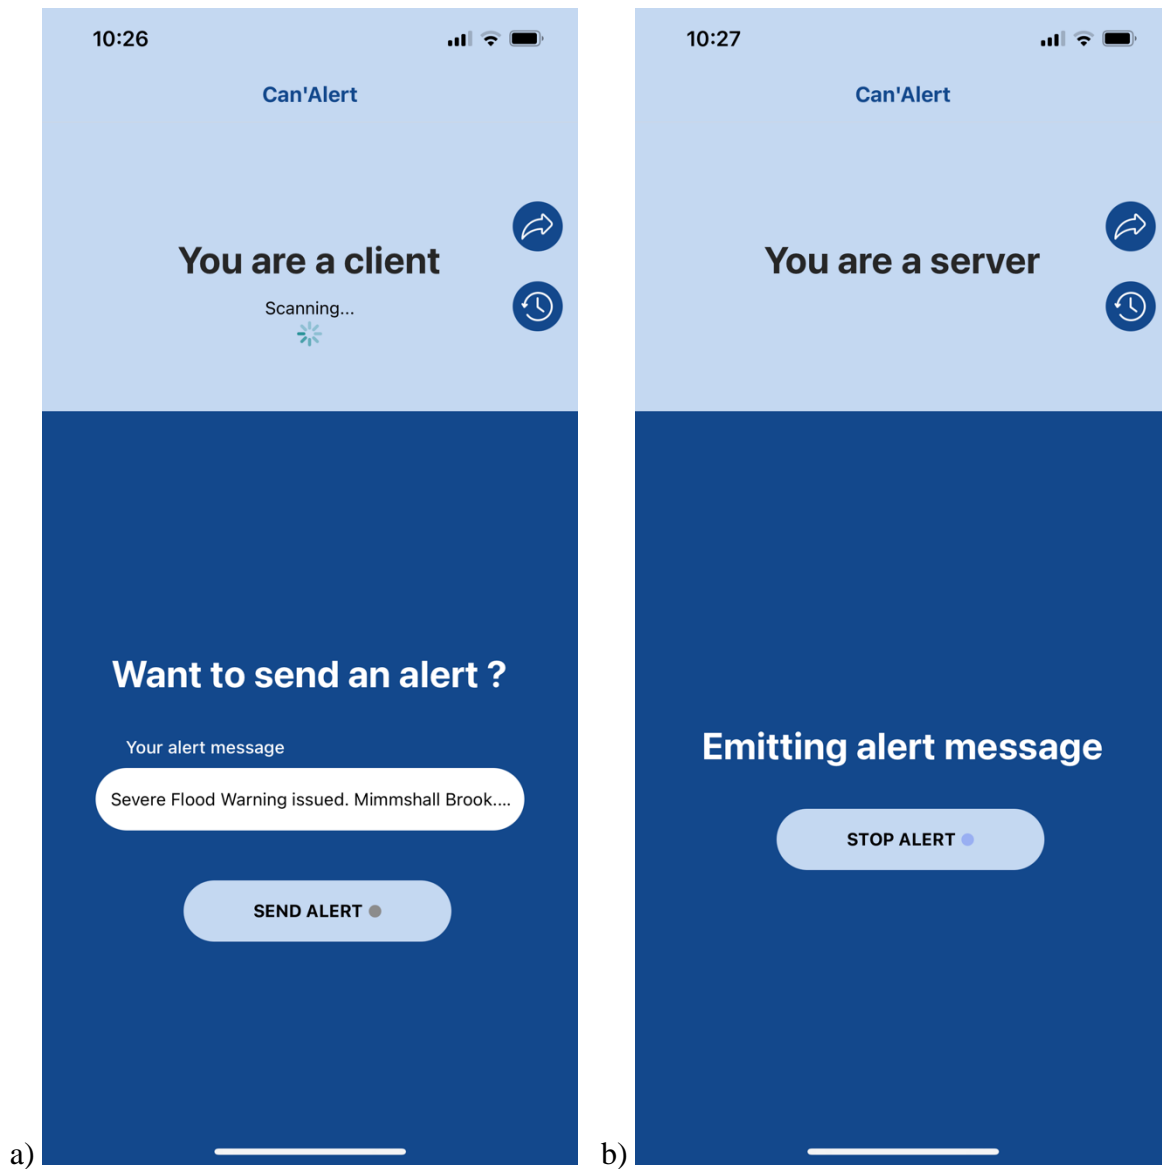 10:26
Can'Alert
You are a client
Scanning...
Want to send an alert ?
Your alert message
Severe Flood Warning issued. Mimmshall Brook....
SEND ALERT
a)
10:27
Can'Alert
You are a server
Emitting alert message
STOP ALERT
b)